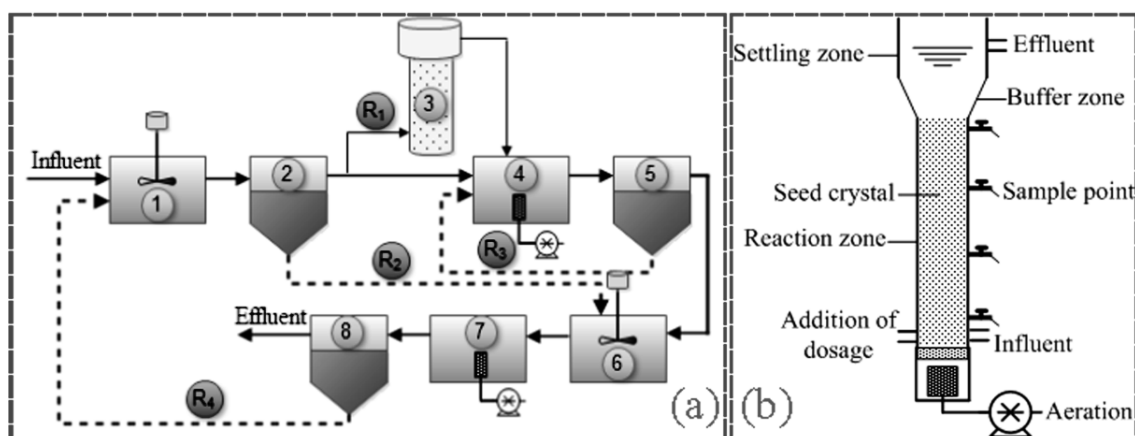 R1
3
Influent
1
2
4
5
R2
R3
Effluent
8
7
6
R4
(a)
(b)
Settling zone
Effluent
Buffer zone
Seed crystal
Sample point
Reaction zone
Addition of
dosage
Influent
Aeration